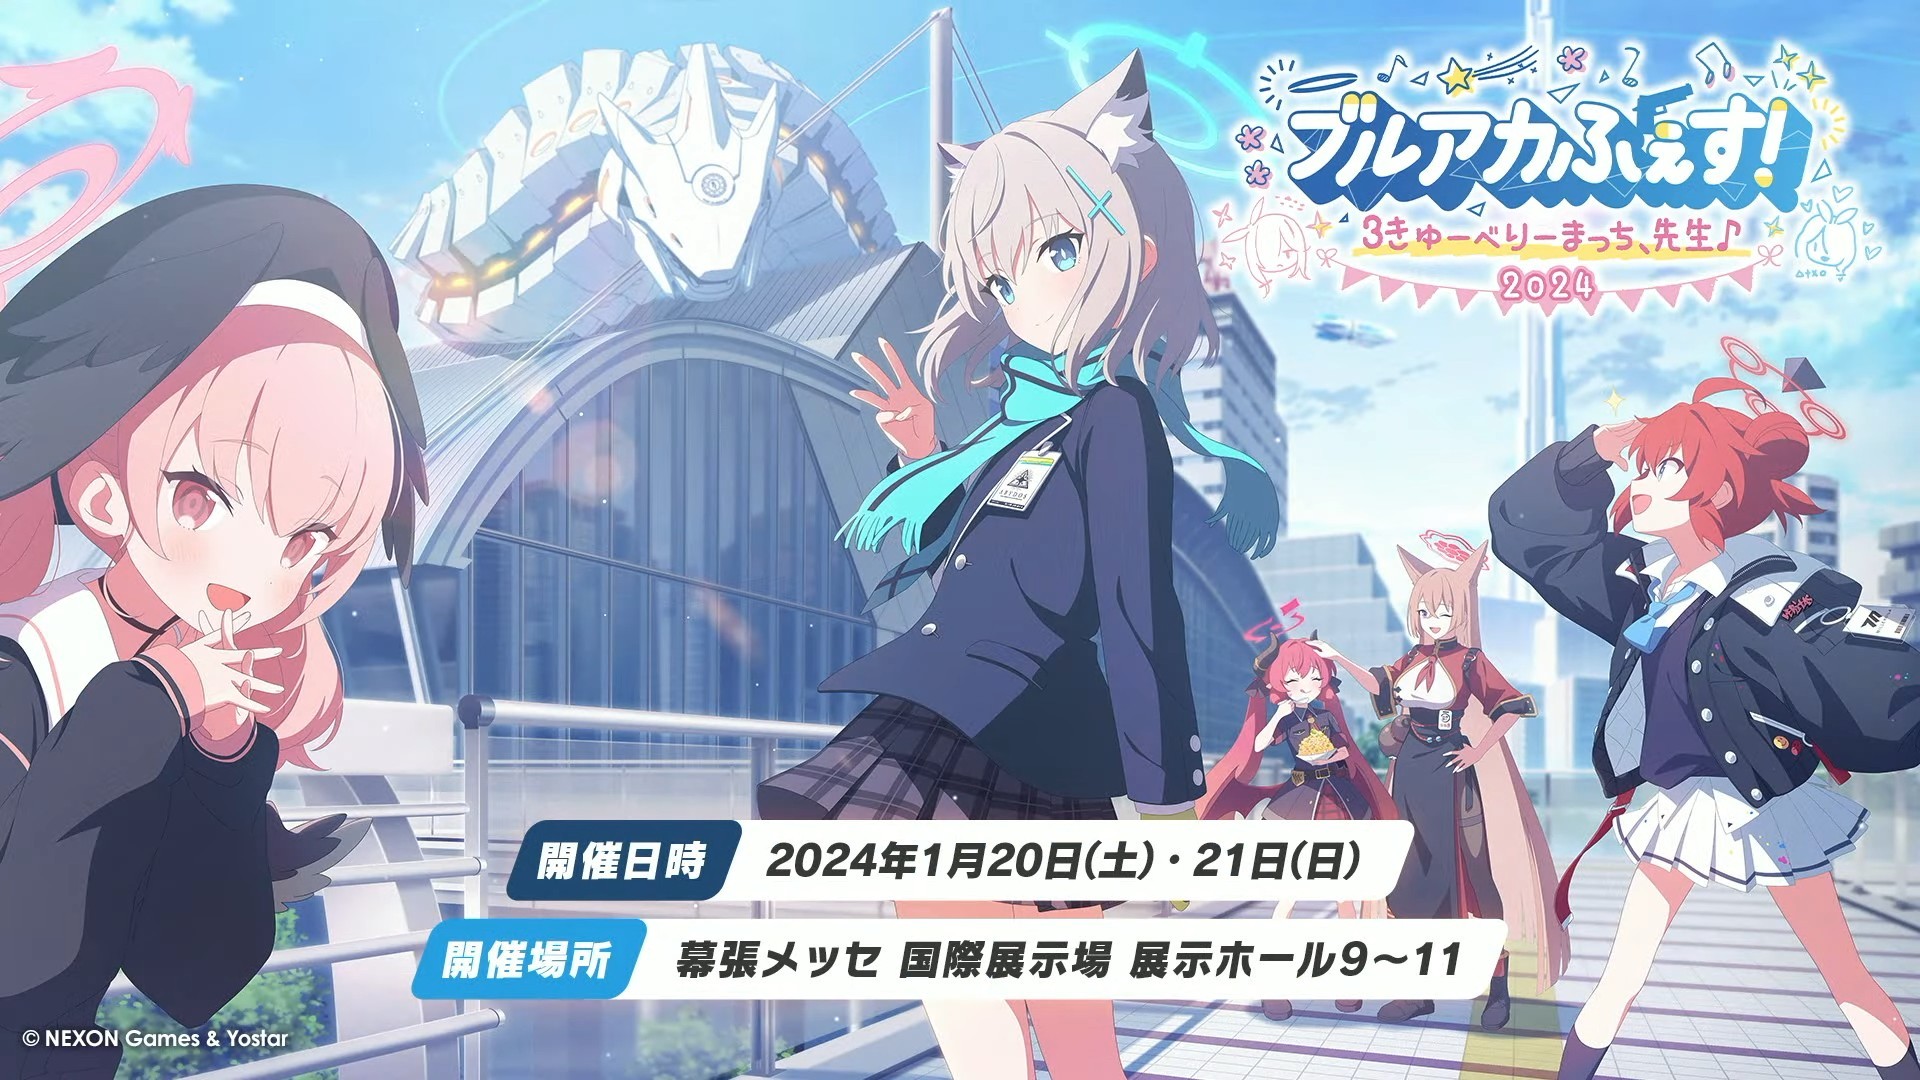 ブルアカふぇす!
3きゅーべりーまっち、先生♪
2024
ABYDOS
開催日時 2024年1月20日(土)・21日(日)
開催場所 幕張メッセ 国際展示場 展示ホール9～11
© NEXON Games & Yostar